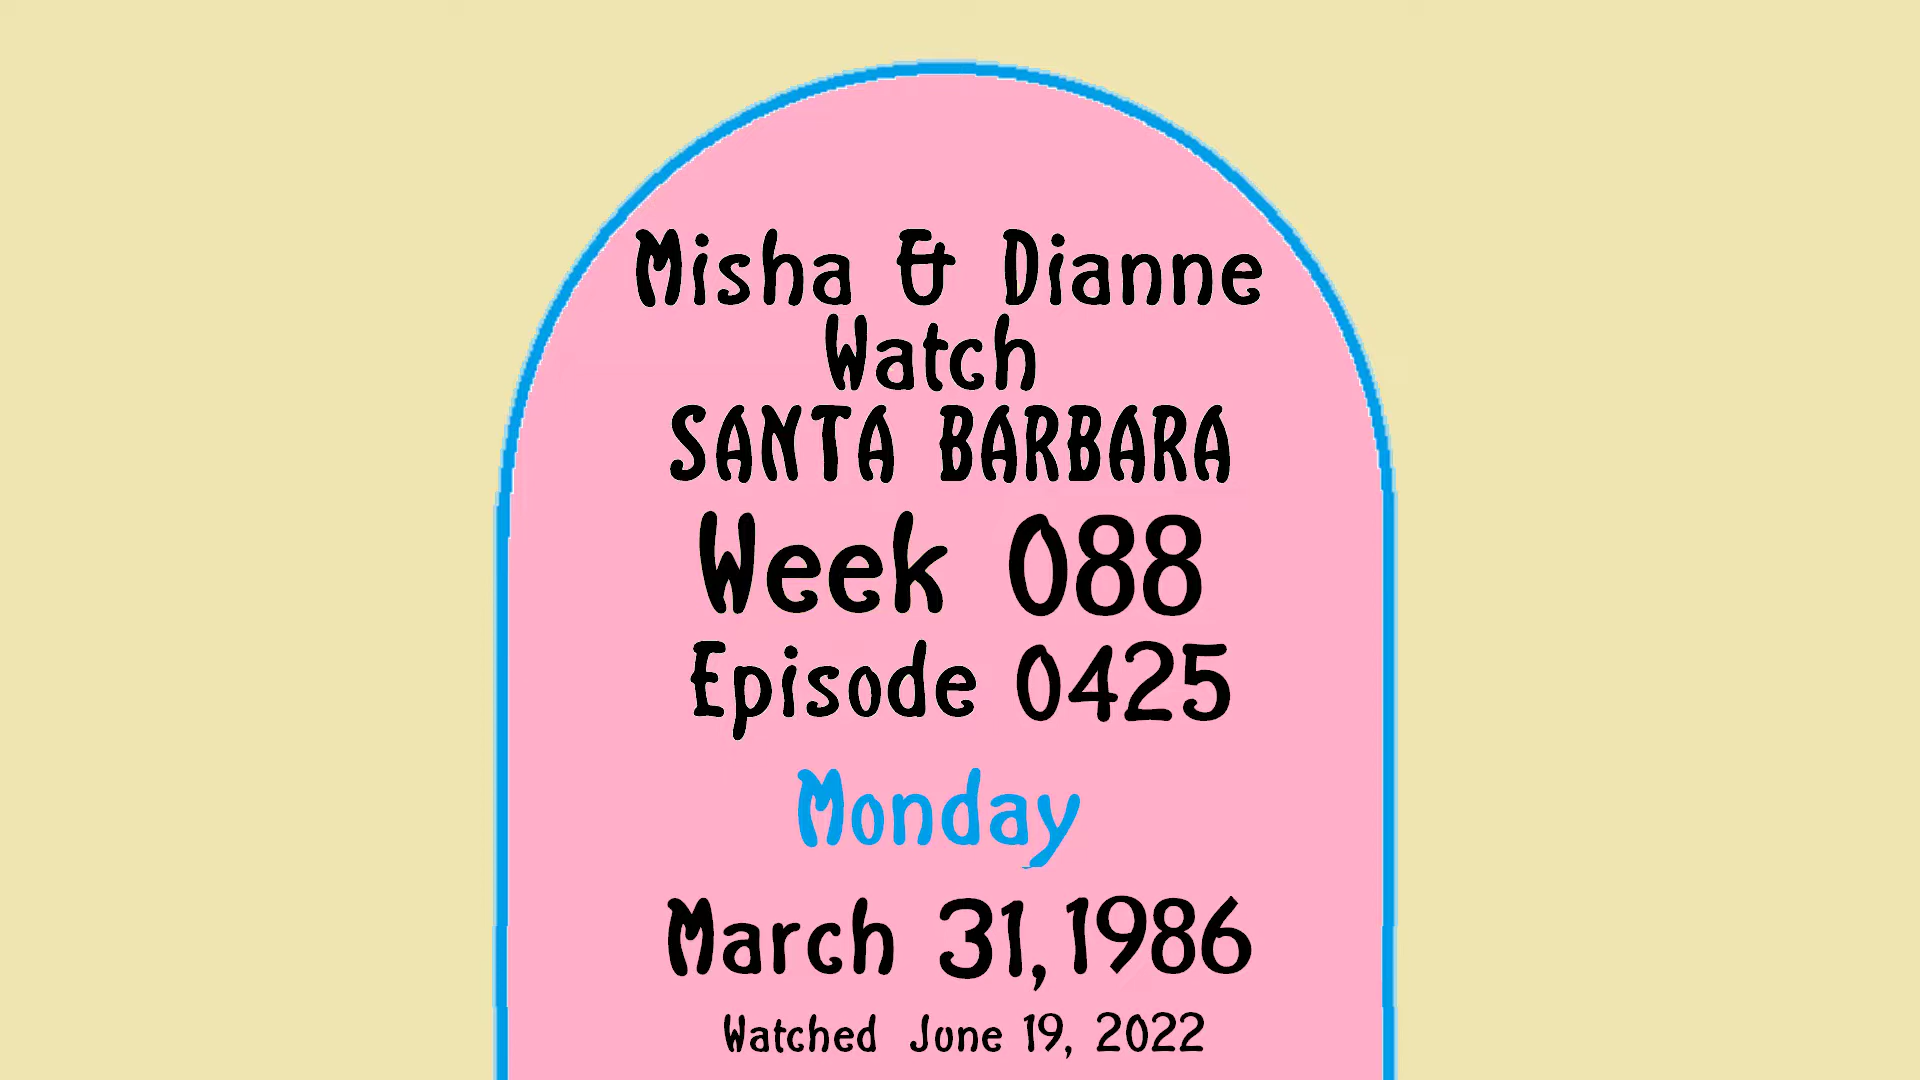 Misha & Dianne
Watch
SANTA BARBARA
Week 088
Episode 0425
Monday
March 31, 1986
Watched June 19, 2022